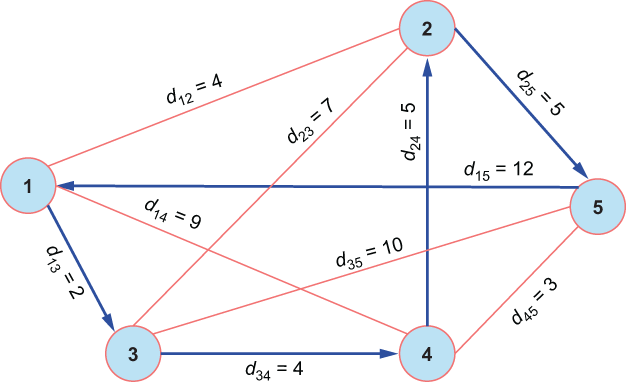 2
d12 = 4
d23 = 7
d24 = 5
d25 = 5
1
d15 = 12
5
d14 = 9
d13 = 2
d35 = 10
d45 = 3
3
d34 = 4
4